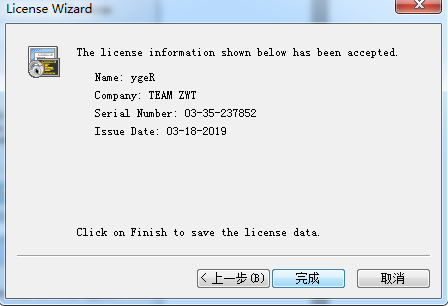 License Wizard
The license information shown below has been accepted.
Name: ygeR
Company: TEAM ZWT
Serial Number: 03-35-237852
Issue Date: 03-18-2019
Click on Finish to save the license data.
< 上一步(B) 完成 取消